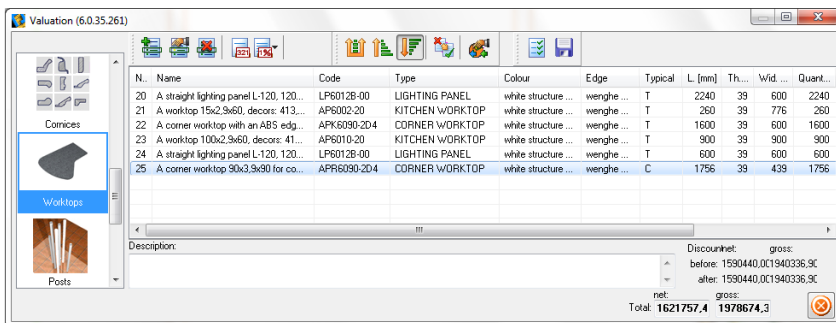 Valuation (6.0.35.261)
321 1%
N.. Name Code Type Colour Edge Typical L. [mm] Th.... Wid. ... Quant...
20 A straight lighting panel L-120, 120... LP6012B-00 LIGHTING PANEL white structure ... wenghe ... T 2240 39 600 2240
21 A worktop 15x2,9x60, decors: 413,... AP6002-20 KITCHEN WORKTOP white structure ... wenghe ... T 260 39 776 260
22 A corner worktop with an ABS edg... APK6090-2D4 CORNER WORKTOP white structure ... wenghe ... T 1600 39 600 1600
23 A worktop 100x2,9x60, decors: 41... AP6010-20 KITCHEN WORKTOP white structure ... wenghe ... T 900 39 900 900
24 A straight lighting panel L-120, 120... LP6012B-00 LIGHTING PANEL white structure ... wenghe ... T 600 39 600 600
25 A corner worktop 90x3,9x90 for co... APR6090-2D4 CORNER WORKTOP white structure ... wenghe ... C 1756 39 439 1756
Cornices
Worktops
Posts
Description:
Discount net: gross:
before: 1590440,00 1940336,90
after: 1590440,00 1940336,90
net: gross:
Total: 1621757,4 1978674,3